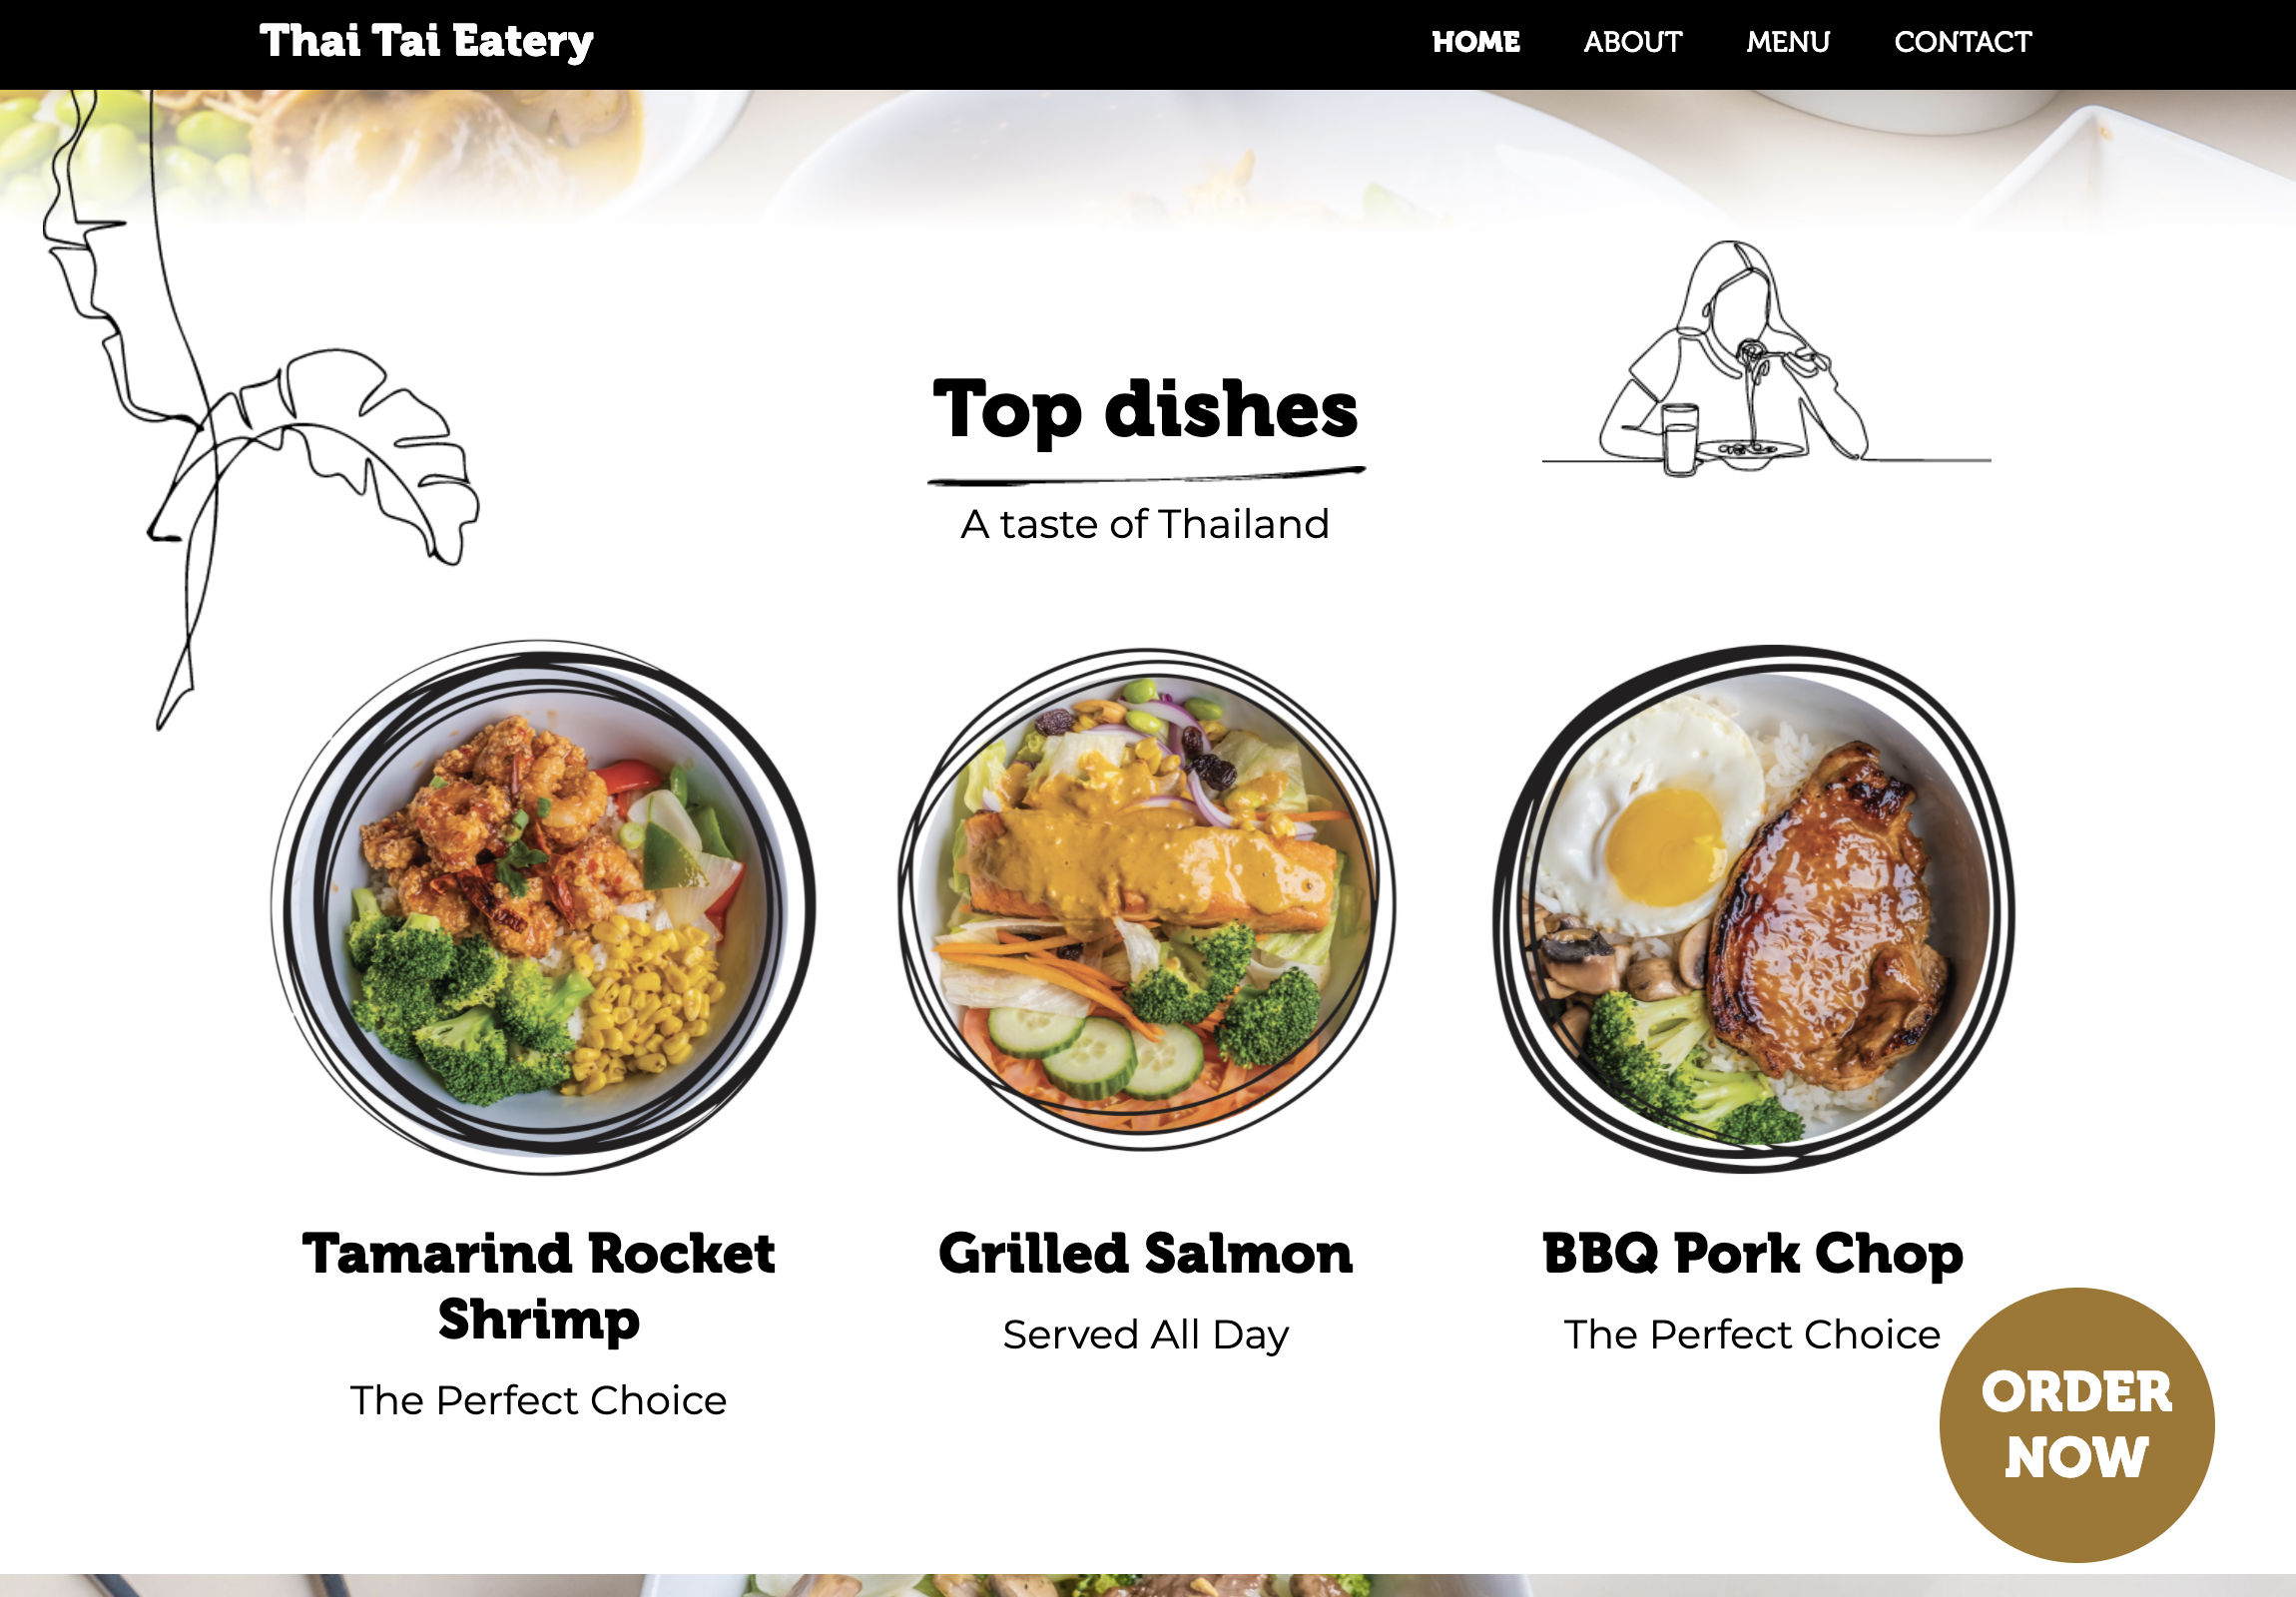 Thai Tai Eatery
HOME ABOUT MENU CONTACT
Top dishes
A taste of Thailand
Tamarind Rocket
Shrimp
The Perfect Choice
Grilled Salmon
Served All Day
BBQ Pork Chop
The Perfect Choice
ORDER
NOW